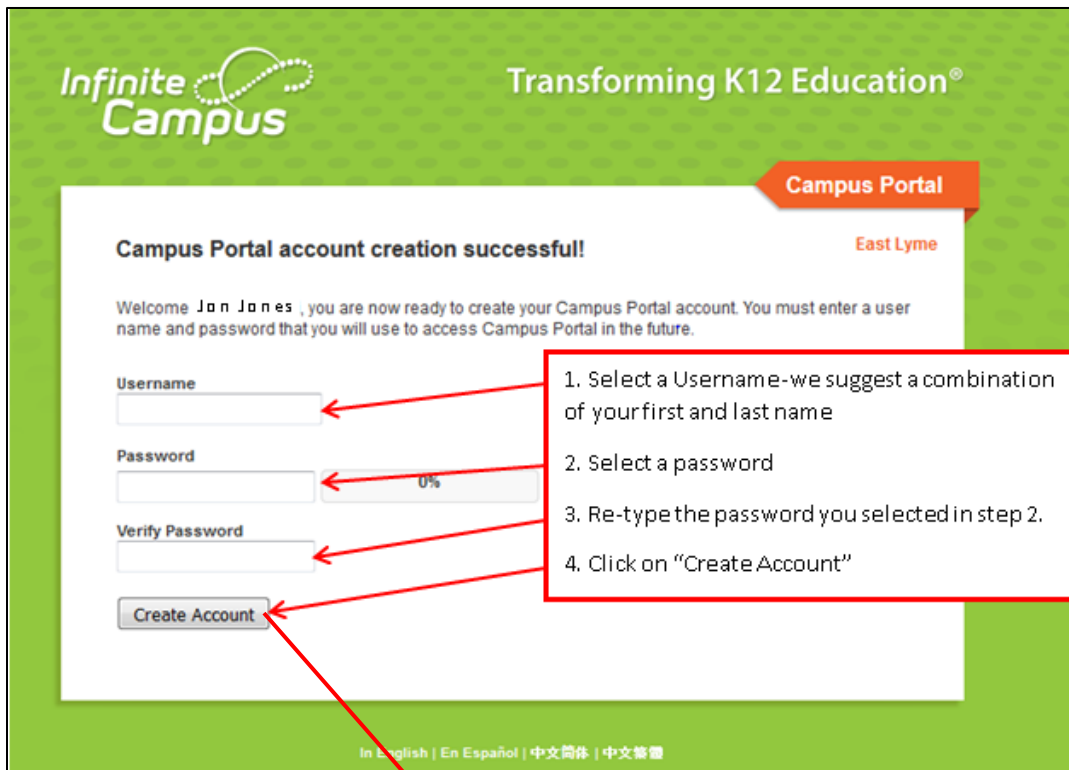 Infinite
Campus
Transforming K12 Education®
Campus Portal
Campus Portal account creation successful!
East Lyme
Welcome Jon Jones , you are now ready to create your Campus Portal account. You must enter a user
name and password that you will use to access Campus Portal in the future.
Username
1. Select a Username-we suggest a combination
of your first and last name
Password
0%
2. Select a password
Verify Password
3. Re-type the password you selected in step 2.
4. Click on “Create Account”
Create Account
In English | En Español | 中文简体 | 中文繁體